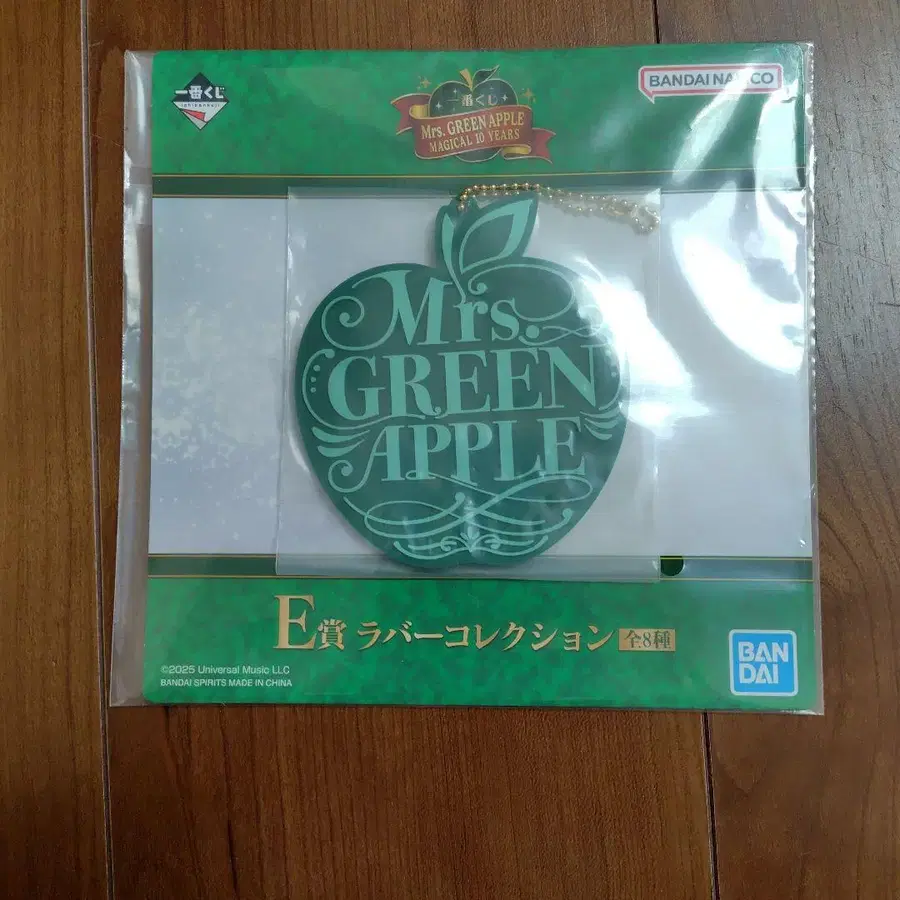 一番くじ
ichibankuji
一番くじ
Mrs. GREEN APPLE
MAGICAL 10 YEARS
BANDAI NAMCO
Mrs.
GREEN
APPLE
E賞 ラバーコレクション 全8種
©2025 Universal Music LLC
BANDAI SPIRITS MADE IN CHINA
BAN
DAI